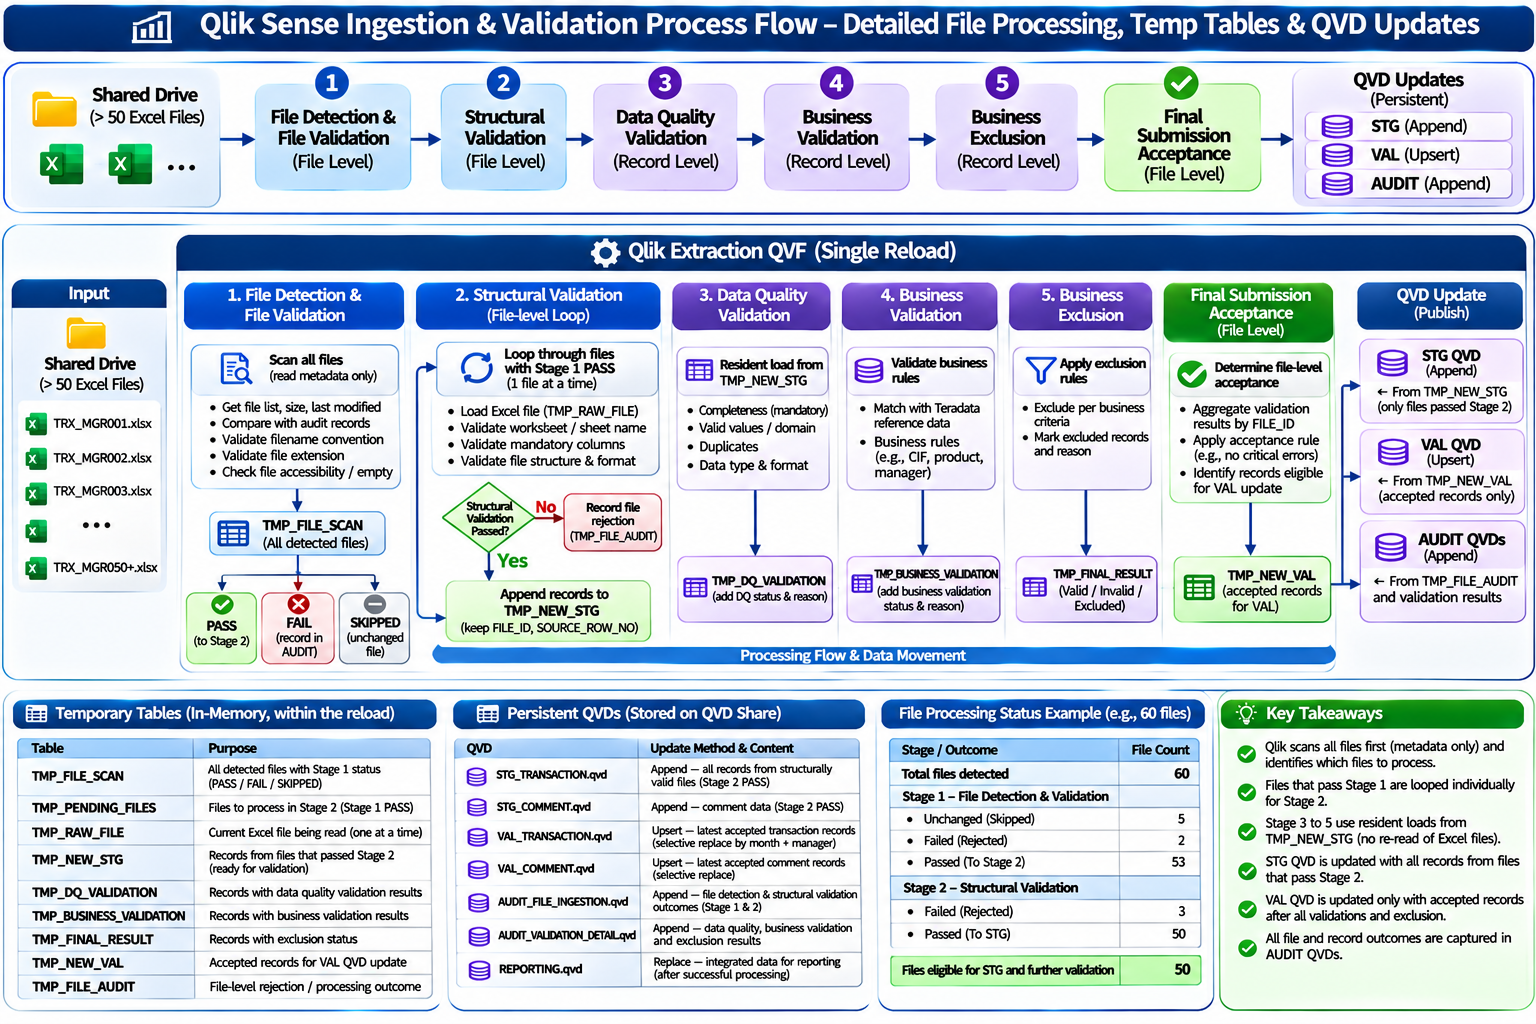 Qlik Sense Ingestion & Validation Process Flow – Detailed File Processing, Temp Tables & QVD Updates
Shared Drive
(> 50 Excel Files)
X
X
...
1
File Detection &
File Validation
(File Level)
2
Structural
Validation
(File Level)
3
Data Quality
Validation
(Record Level)
4
Business
Validation
(Record Level)
5
Business
Exclusion
(Record Level)
Final
Submission
Acceptance
(File Level)
QVD Updates
(Persistent)
STG (Append)
VAL (Upsert)
AUDIT (Append)
Qlik Extraction QVF (Single Reload)
Input
Shared Drive
(> 50 Excel Files)
TRX_MGR001.xlsx
TRX_MGR002.xlsx
TRX_MGR003.xlsx
...
TRX_MGR050+.xlsx
1. File Detection &
File Validation
Scan all files
(read metadata only)
• Get file list, size, last modified
• Compare with audit records
• Validate filename convention
• Validate file extension
• Check file accessibility / empty
TMP_FILE_SCAN
(All detected files)
PASS
(to Stage 2)
FAIL
(record in
AUDIT)
SKIPPED
(unchanged
file)
2. Structural Validation
(File-level Loop)
Loop through files
with Stage 1 PASS
(1 file at a time)
• Load Excel file (TMP_RAW_FILE)
• Validate worksheet / sheet name
• Validate mandatory columns
• Validate file structure & format
Structural
Validation
Passed?
No
Record file
rejection
(TMP_FILE_AUDIT)
Yes
Append records to
TMP_NEW_STG
(keep FILE_ID, SOURCE_ROW_NO)
3. Data Quality
Validation
Resident load from
TMP_NEW_STG
• Completeness (mandatory)
• Valid values / domain
• Duplicates
• Data type & format
TMP_DQ_VALIDATION
(add DQ status & reason)
4. Business
Validation
Validate business
rules
• Match with Teradata
reference data
• Business rules
(e.g., CIF, product,
manager)
TMP_BUSINESS_VALIDATION
(add business validation
status & reason)
5. Business
Exclusion
Apply exclusion
rules
• Exclude per business
criteria
• Mark excluded records
and reason
TMP_FINAL_RESULT
(Valid / Invalid /
Excluded)
Final Submission
Acceptance
(File Level)
Determine file-level
acceptance
• Aggregate validation
results by FILE_ID
• Apply acceptance rule
(e.g., no critical errors)
• Identify records eligible
for VAL update
TMP_NEW_VAL
(accepted records
for VAL)
Processing Flow & Data Movement
QVD Update
(Publish)
STG QVD
(Append)
← From TMP_NEW_STG
(only files passed Stage 2)
VAL QVD
(Upsert)
← From TMP_NEW_VAL
(accepted records only)
AUDIT QVDs
(Append)
← From TMP_FILE_AUDIT
and validation results
Temporary Tables (In-Memory, within the reload)
Table Purpose
TMP_FILE_SCAN All detected files with Stage 1 status
(PASS / FAIL / SKIPPED)
TMP_PENDING_FILES Files to process in Stage 2 (Stage 1 PASS)
TMP_RAW_FILE Current Excel file being read (one at a time)
TMP_NEW_STG Records from files that passed Stage 2
(ready for validation)
TMP_DQ_VALIDATION Records with data quality validation results
TMP_BUSINESS_VALIDATION Records with business validation results
TMP_FINAL_RESULT Records with exclusion status
TMP_NEW_VAL Accepted records for VAL QVD update
TMP_FILE_AUDIT File-level rejection / processing outcome
Persistent QVDs (Stored on QVD Share)
QVD Update Method & Content
STG_TRANSACTION.qvd Append — all records from structurally
valid files (Stage 2 PASS)
STG_COMMENT.qvd Append — comment data (Stage 2 PASS)
VAL_TRANSACTION.qvd Upsert — latest accepted transaction records
(selective replace by month + manager)
VAL_COMMENT.qvd Upsert — latest accepted comment records
(selective replace)
AUDIT_FILE_INGESTION.qvd Append — file detection & structural validation
outcomes (Stage 1 & 2)
AUDIT_VALIDATION_DETAIL.qvd Append — data quality, business validation
and exclusion results
REPORTING.qvd Replace — integrated data for reporting
(after successful processing)
File Processing Status Example (e.g., 60 files)
Stage / Outcome File Count
Total files detected 60
Stage 1 – File Detection & Validation
• Unchanged (Skipped) 5
• Failed (Rejected) 2
• Passed (To Stage 2) 53
Stage 2 – Structural Validation
• Failed (Rejected) 3
• Passed (To STG) 50
Files eligible for STG and further validation 50
Key Takeaways
Qlik scans all files first (metadata only) and
identifies which files to process.
Files that pass Stage 1 are looped individually
for Stage 2.
Stage 3 to 5 use resident loads from
TMP_NEW_STG (no re-read of Excel files).
STG QVD is updated with all records from files
that pass Stage 2.
VAL QVD is updated only with accepted records
after all validations and exclusion.
All file and record outcomes are captured in
AUDIT QVDs.